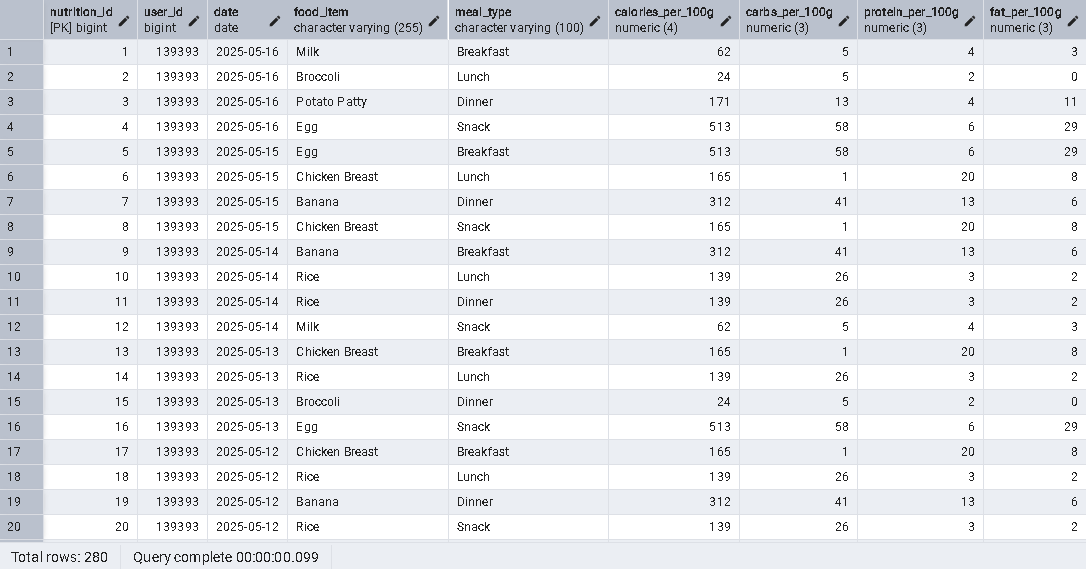 nutrition_id user_id date food_item meal_type calories_per_100g carbs_per_100g protein_per_100g fat_per_100g
[PK] bigint bigint date character varying (255) character varying (100) numeric (4) numeric (3) numeric (3) numeric (3)
1 1 139393 2025-05-16 Milk Breakfast 62 5 4 3
2 2 139393 2025-05-16 Broccoli Lunch 24 5 2 0
3 3 139393 2025-05-16 Potato Patty Dinner 171 13 4 11
4 4 139393 2025-05-16 Egg Snack 513 58 6 29
5 5 139393 2025-05-15 Egg Breakfast 513 58 6 29
6 6 139393 2025-05-15 Chicken Breast Lunch 165 1 20 8
7 7 139393 2025-05-15 Banana Dinner 312 41 13 6
8 8 139393 2025-05-15 Chicken Breast Snack 165 1 20 8
9 9 139393 2025-05-14 Banana Breakfast 312 41 13 6
10 10 139393 2025-05-14 Rice Lunch 139 26 3 2
11 11 139393 2025-05-14 Rice Dinner 139 26 3 2
12 12 139393 2025-05-14 Milk Snack 62 5 4 3
13 13 139393 2025-05-13 Chicken Breast Breakfast 165 1 20 8
14 14 139393 2025-05-13 Rice Lunch 139 26 3 2
15 15 139393 2025-05-13 Broccoli Dinner 24 5 2 0
16 16 139393 2025-05-13 Egg Snack 513 58 6 29
17 17 139393 2025-05-12 Chicken Breast Breakfast 165 1 20 8
18 18 139393 2025-05-12 Rice Lunch 139 26 3 2
19 19 139393 2025-05-12 Banana Dinner 312 41 13 6
20 20 139393 2025-05-12 Rice Snack 139 26 3 2
Total rows: 280 Query complete 00:00:00.099